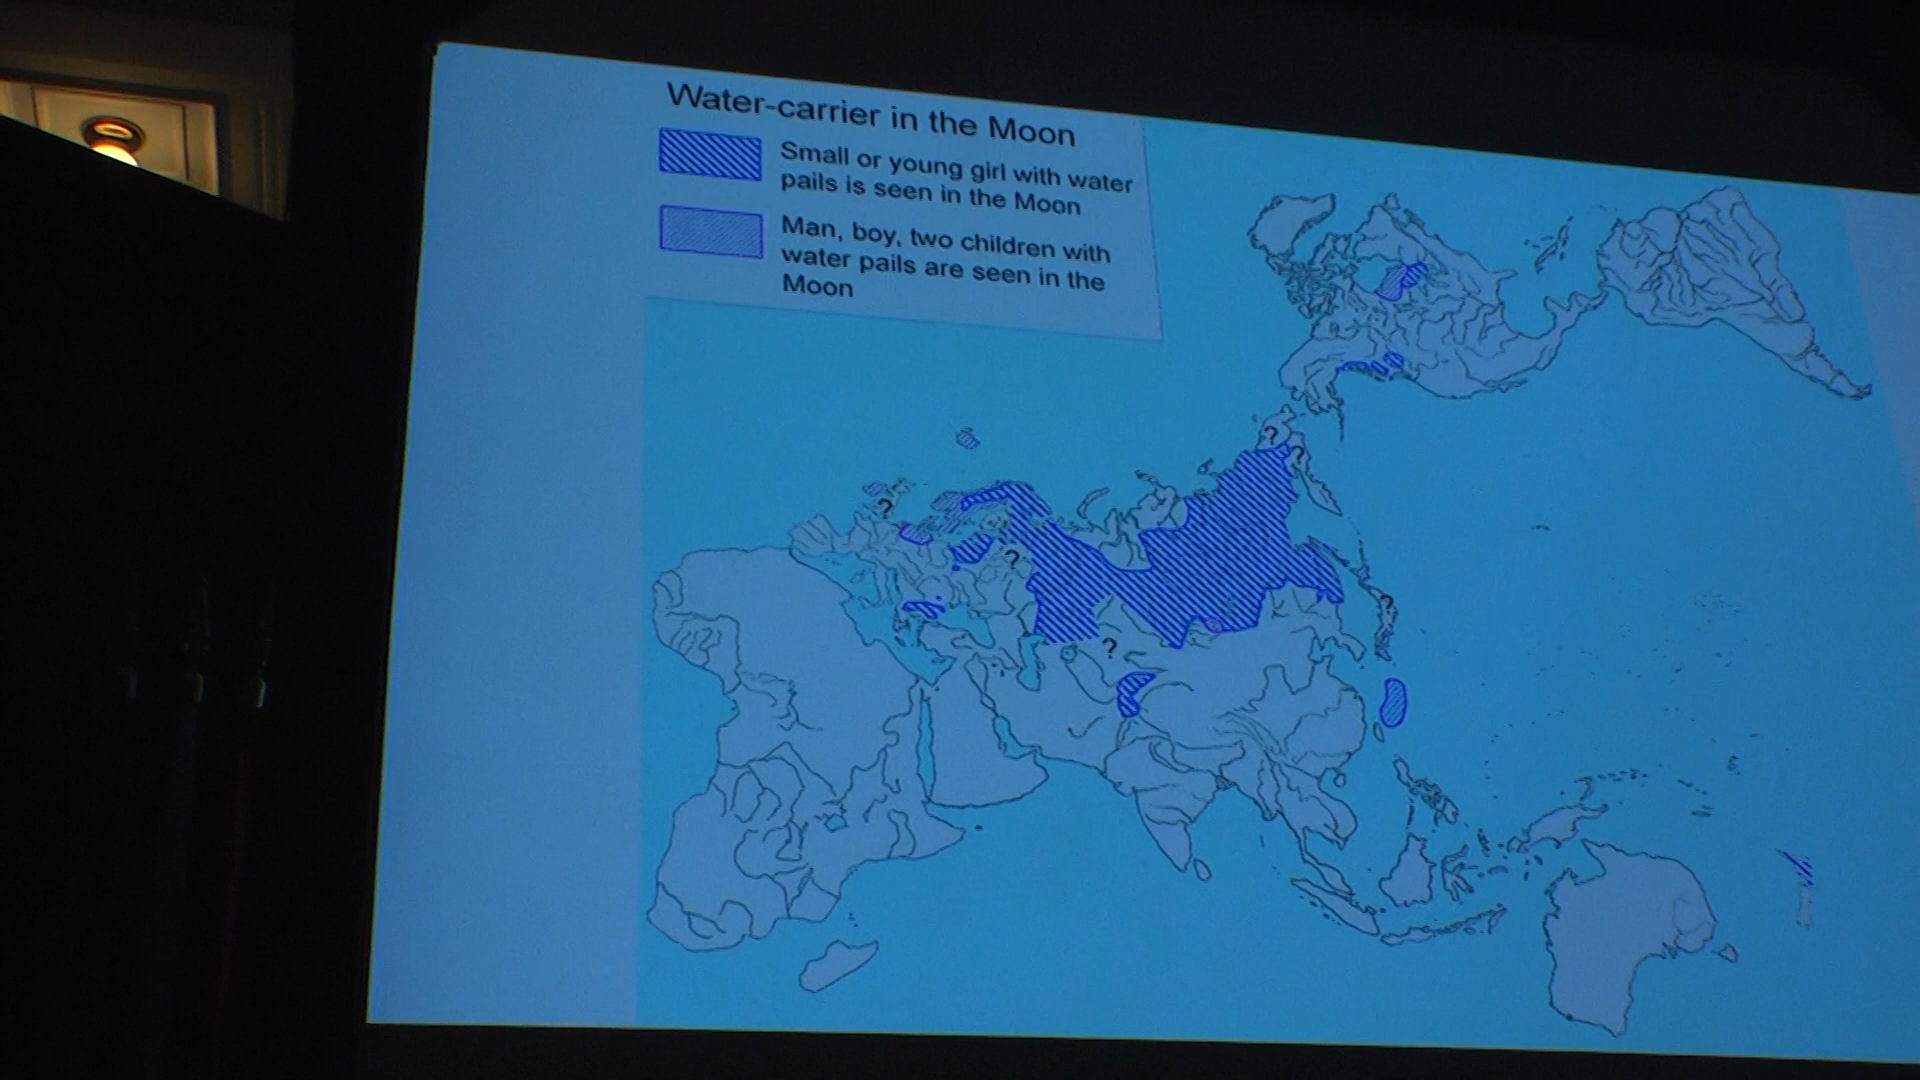 Water-carrier in the Moon
Small or young girl with water
pails is seen in the Moon
Man, boy, two children with
water pails are seen in the
Moon
?
?
?
?
?
?